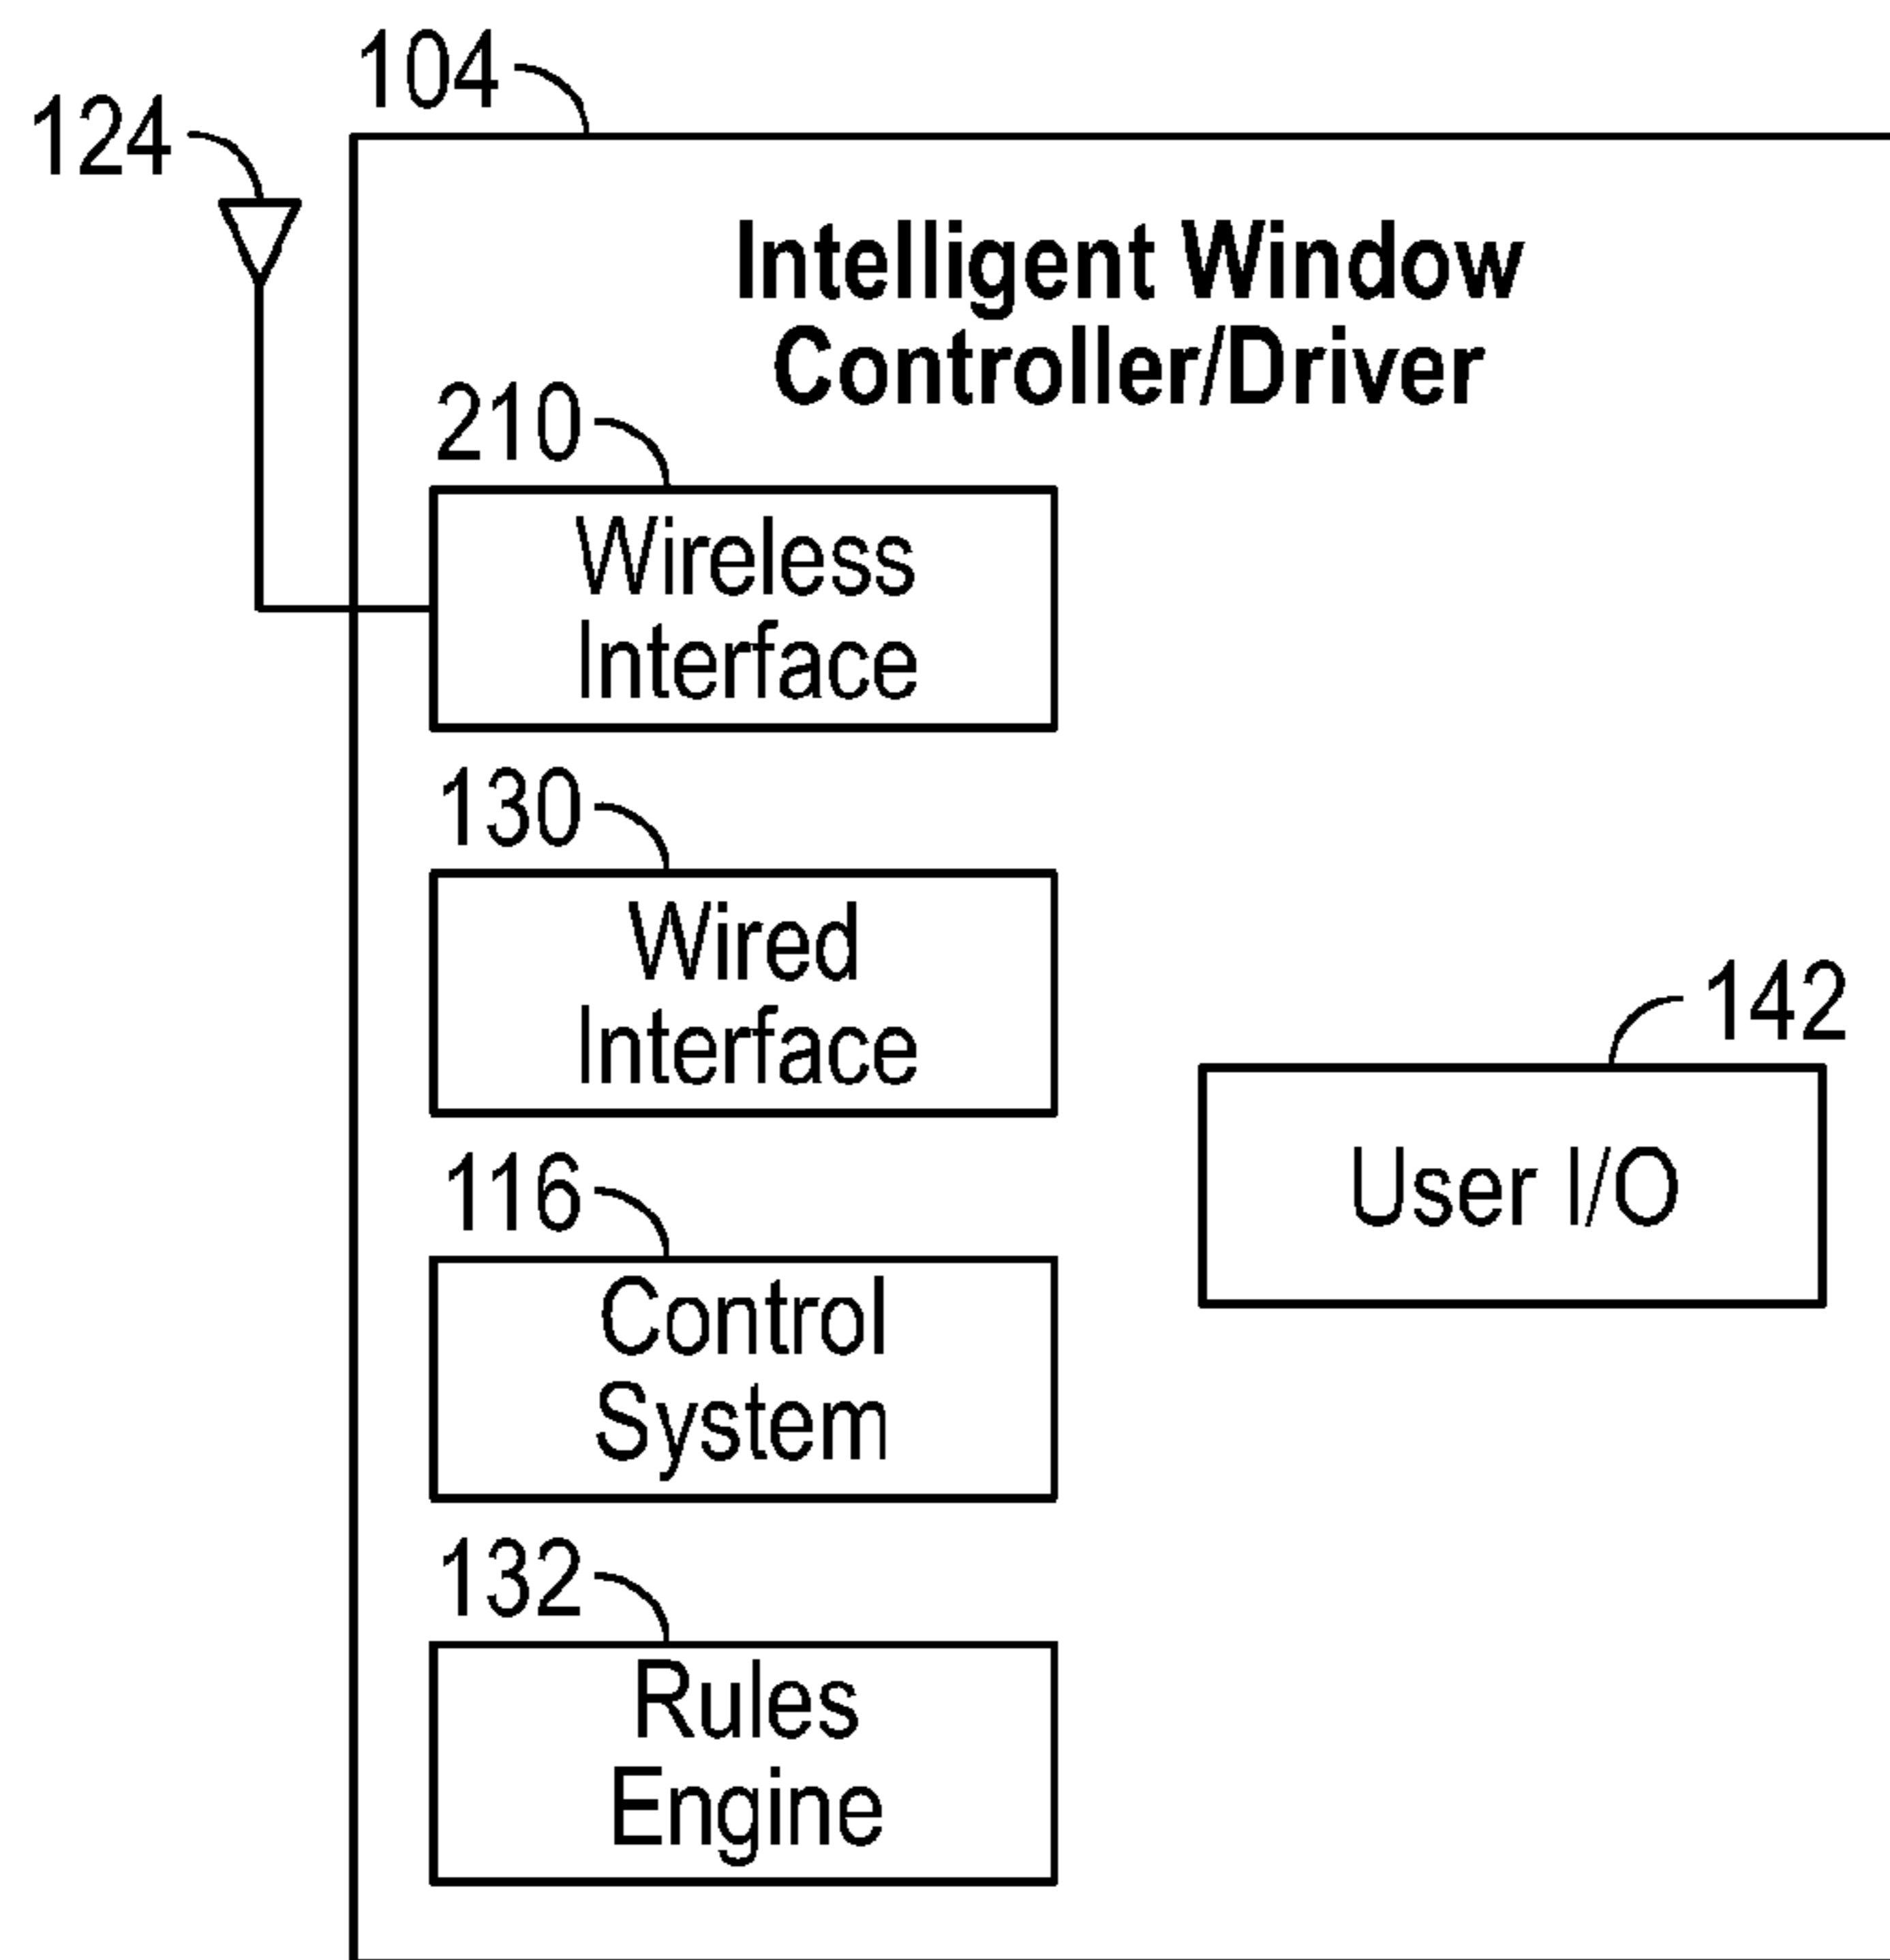 104
124
Intelligent Window
Controller/Driver
210
Wireless
Interface
130
Wired
Interface
142
User I/O
116
Control
System
132
Rules
Engine